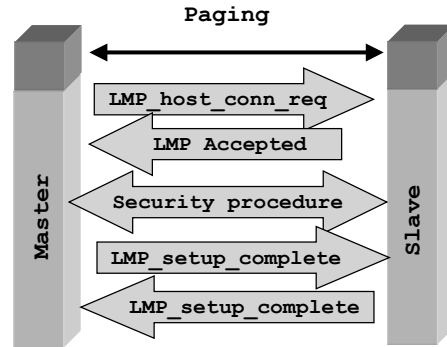 Paging
LMP_host_conn_req
LMP Accepted
Security procedure
LMP_setup_complete
LMP_setup_complete
Master
Slave